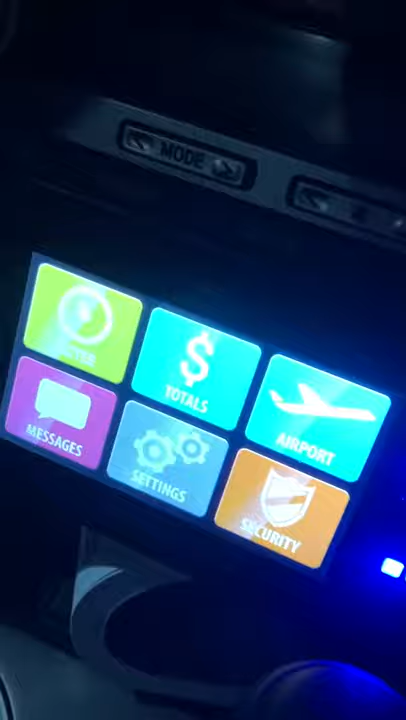 MODE
TOTALS
AIRPORT
MESSAGES
SETTINGS
SECURITY